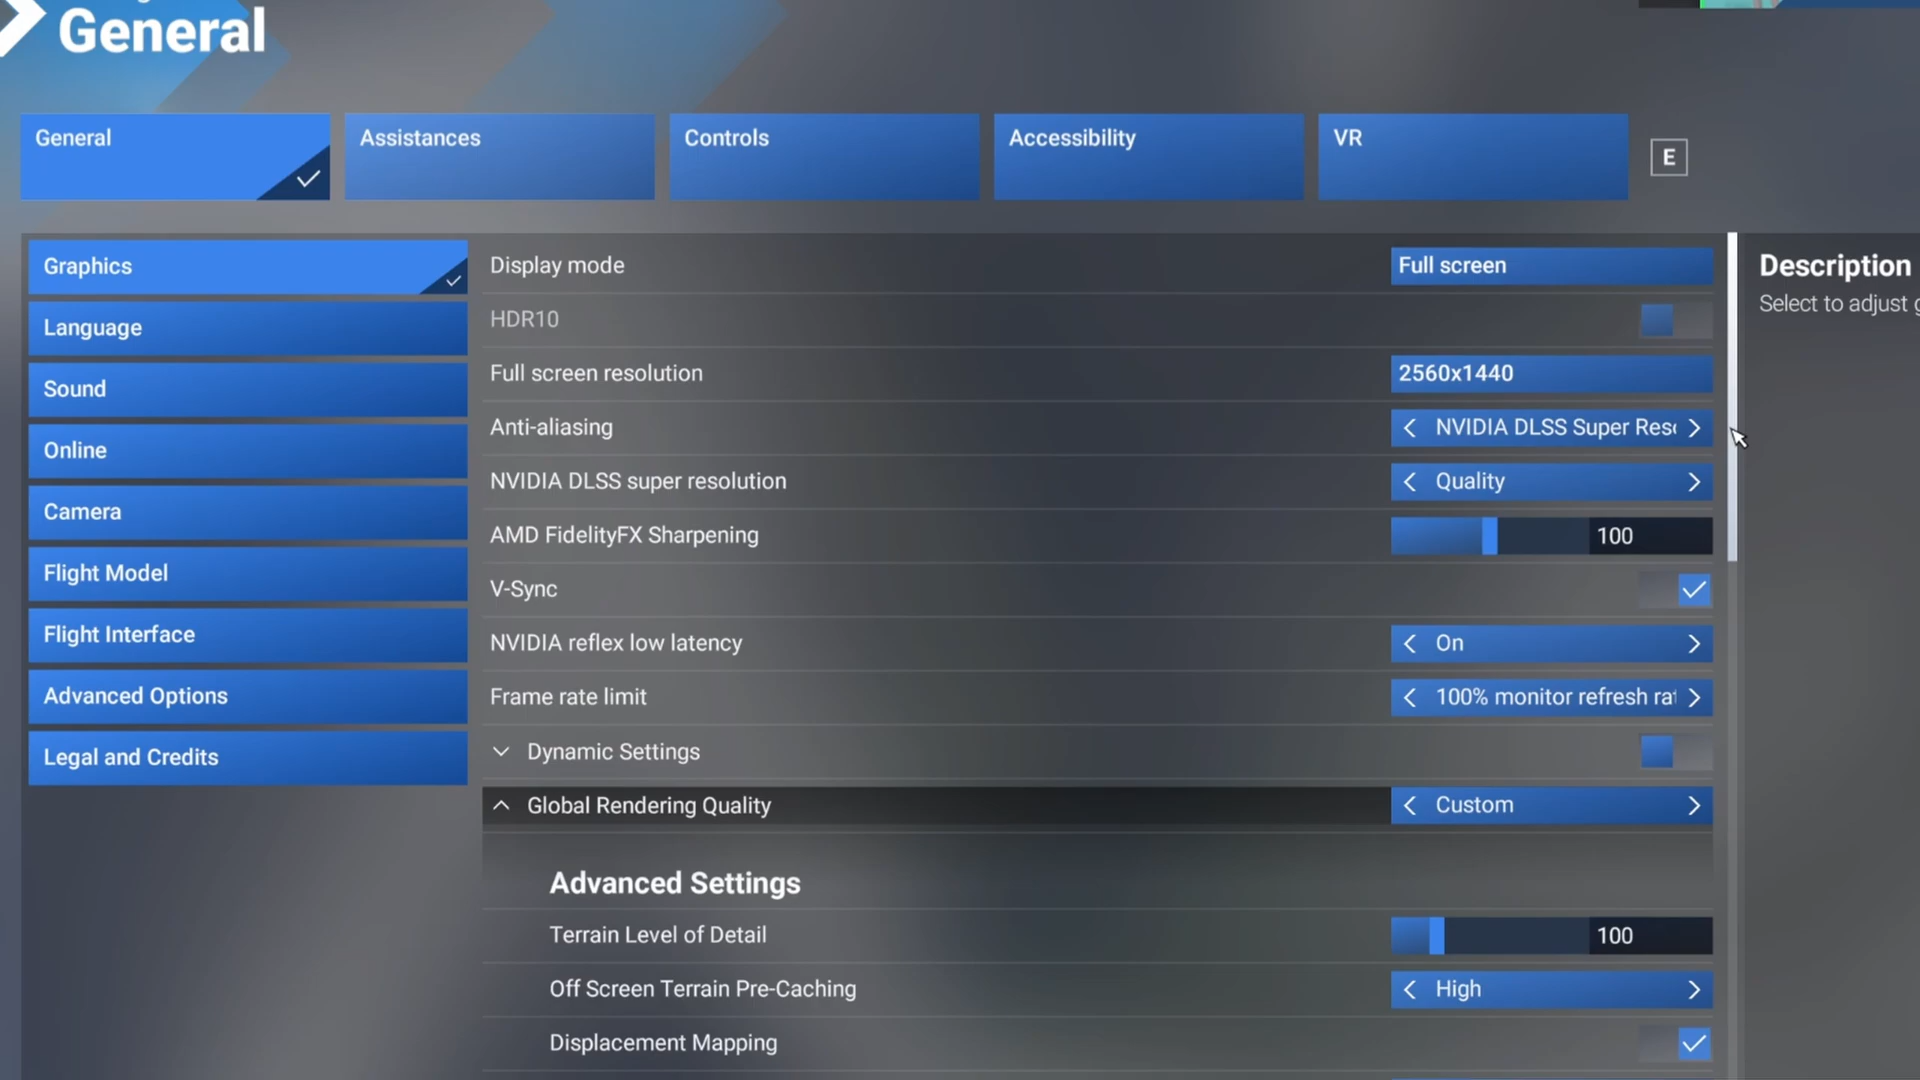 General
General
Assistances
Controls
Accessibility
VR
E
Graphics
Language
Sound
Online
Camera
Flight Model
Flight Interface
Advanced Options
Legal and Credits
Display mode
Full screen
HDR10
Full screen resolution
2560x1440
Anti-aliasing
NVIDIA DLSS Super Res
NVIDIA DLSS super resolution
Quality
AMD FidelityFX Sharpening
100
V-Sync
NVIDIA reflex low latency
On
Frame rate limit
100% monitor refresh ra
Dynamic Settings
Global Rendering Quality
Custom
Advanced Settings
Terrain Level of Detail
100
Off Screen Terrain Pre-Caching
High
Displacement Mapping
Description
Select to adjust